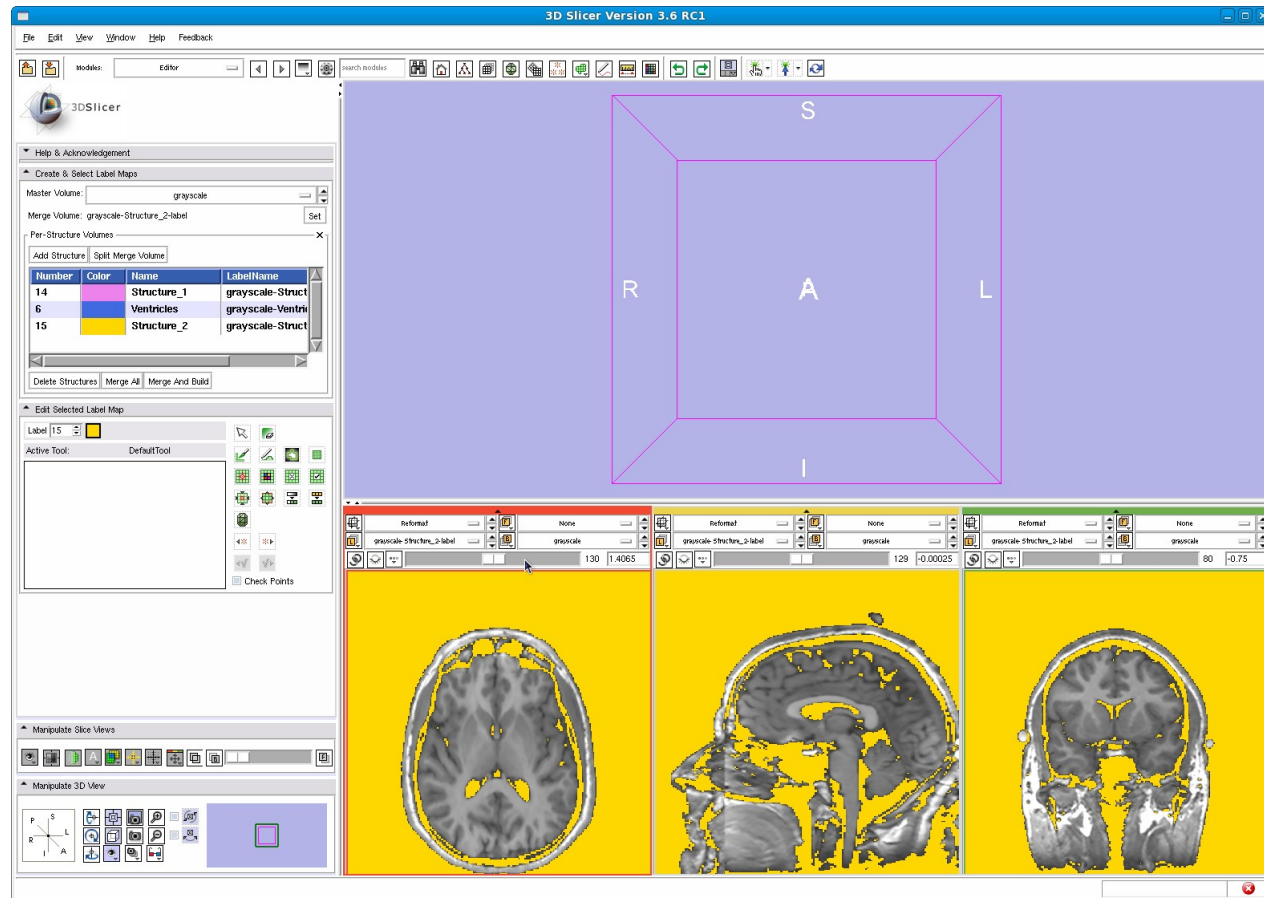 3D Slicer Version 3.6 RC1
File Edit View Window Help Feedback
Modules: Editor search modules
3DSlicer
Help & Acknowledgement
Create & Select Label Maps
Master Volume: grayscale
Merge Volume: grayscale-Structure_2-label Set
Per-Structure Volumes
Add Structure Split Merge Volume
Number Color Name LabelName
14 Structure_1 grayscale-Struct
6 Ventricles grayscale-Ventri
15 Structure_2 grayscale-Struct
Delete Structures Merge All Merge And Build
Edit Selected Label Map
Label 15
Active Tool: DefaultTool
Check Points
Manipulate Slice Views
Manipulate 3D View
P S
R L
I A
S
R A L
I
Reformat None
grayscale-Structure_2-label grayscale
130 1.4065
Reformat None
grayscale-Structure_2-label grayscale
129 -0.00025
Reformat None
grayscale-Structure_2-label grayscale
80 -0.75